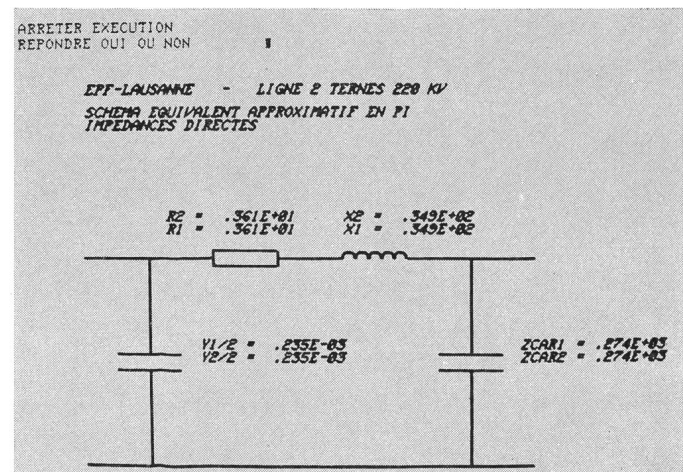 ARRETER EXECUTION
REPONDRE OUI OU NON
EPF-LAUSANNE - LIGNE 2 TERNES 220 KV
SCHEMA EQUIVALENT APPROXIMATIF EN PI
IMPEDANCES DIRECTES
R2 = .361E+01 X2 = .349E+02
R1 = .361E+01 X1 = .349E+02
Y1/2 = .235E-03 ZCAR1 = .274E+03
Y2/2 = .235E-03 ZCAR2 = .274E+03